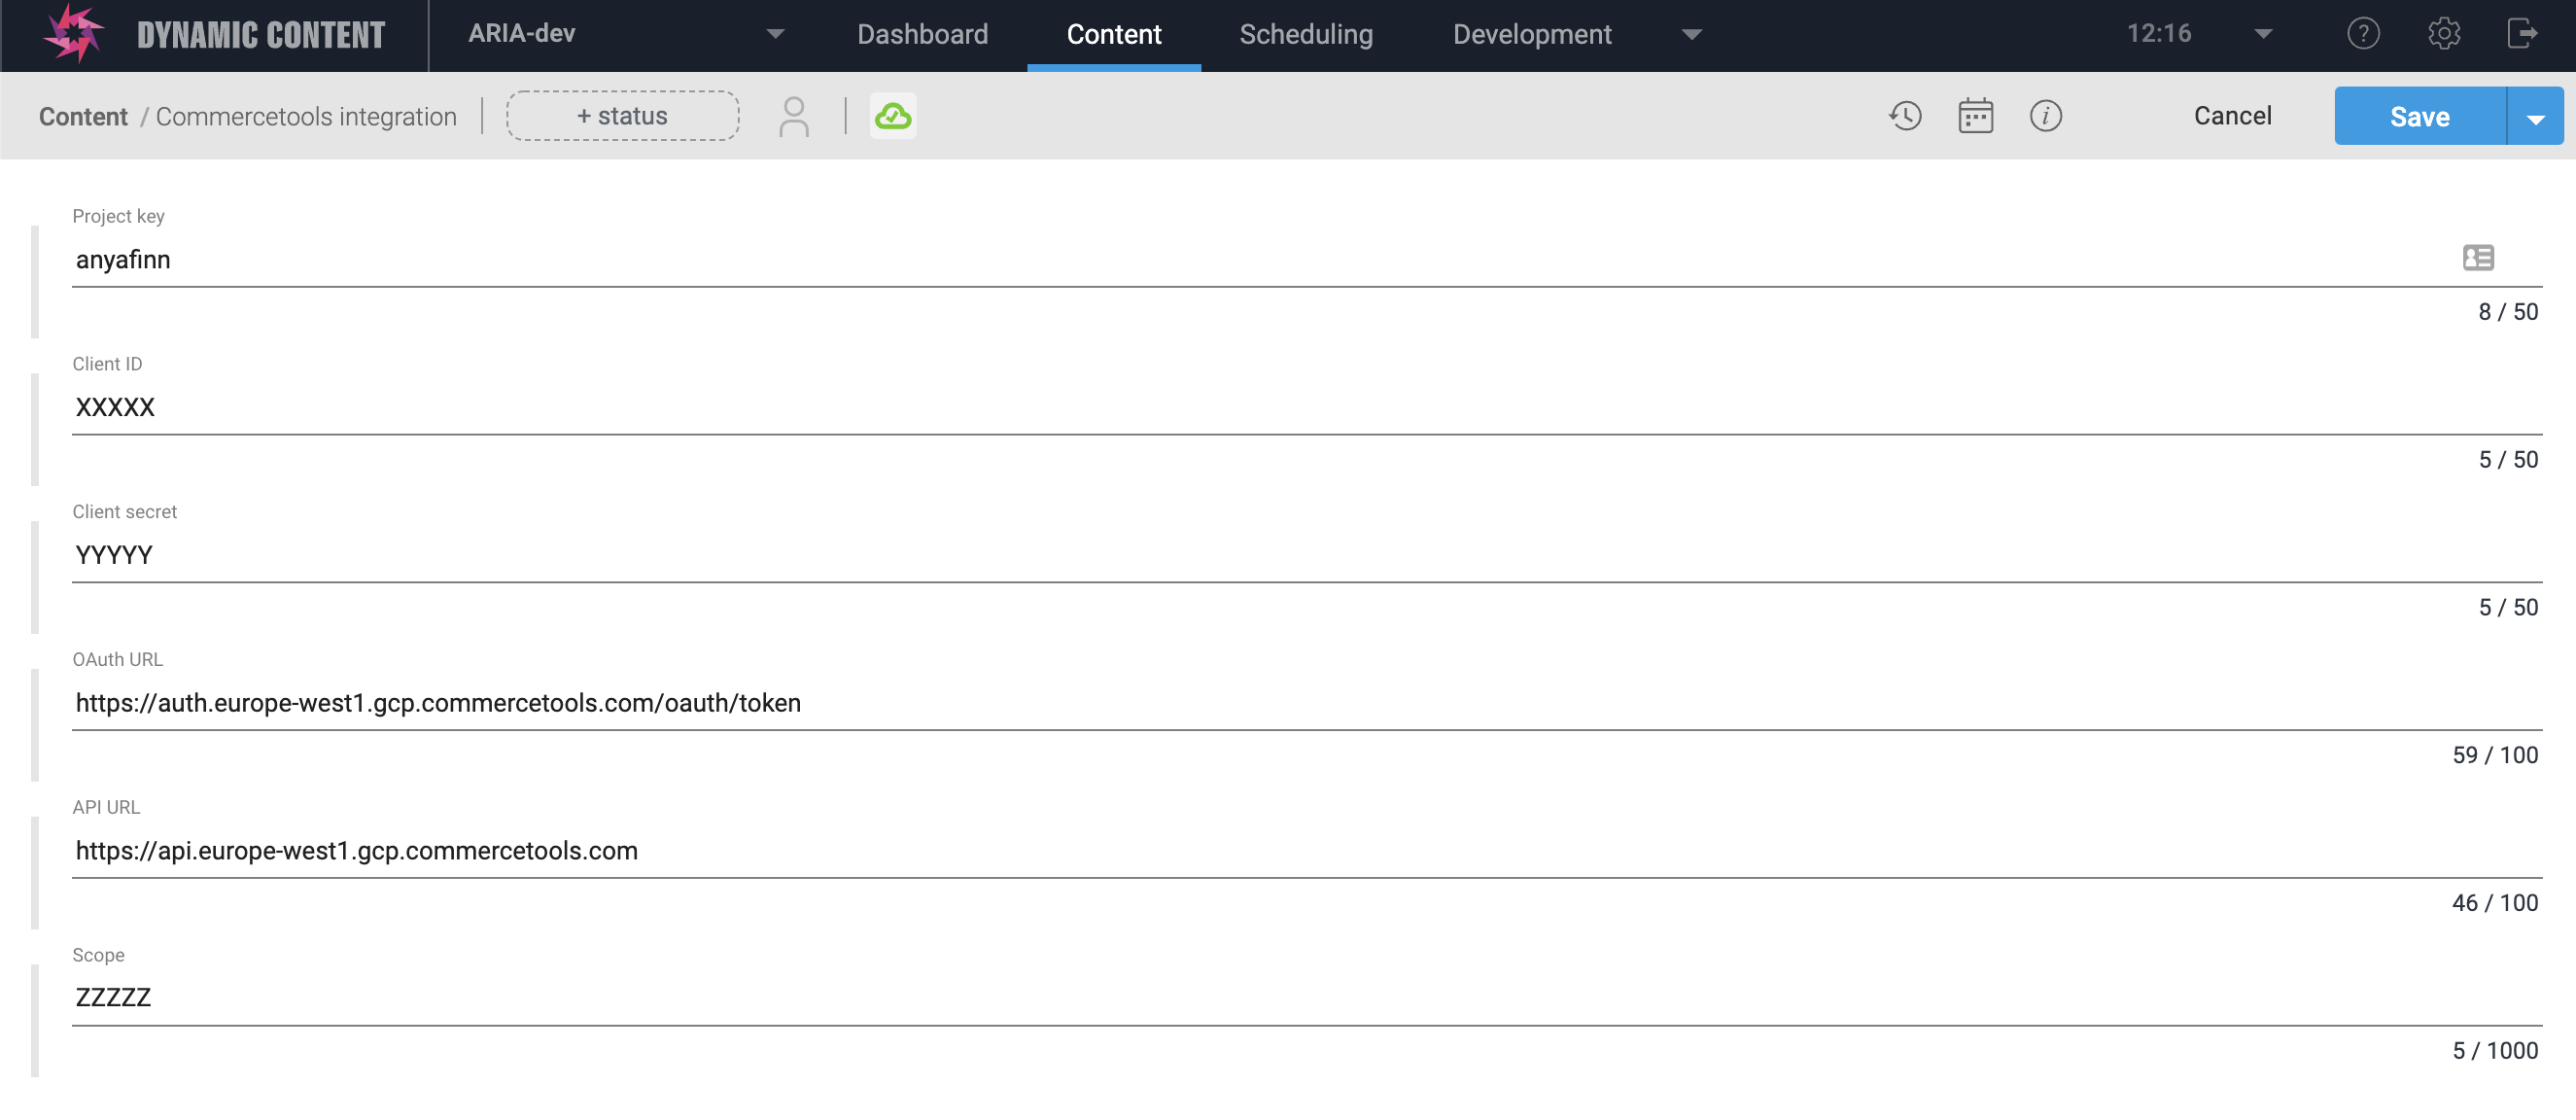 DYNAMIC CONTENT ARIA-dev Dashboard Content Scheduling Development 12:16 ?
Content / Commercetools integration + status i Cancel Save
Project key
anyafinn
8 / 50
Client ID
XXXXX
5 / 50
Client secret
YYYYY
5 / 50
OAuth URL
https://auth.europe-west1.gcp.commercetools.com/oauth/token
59 / 100
API URL
https://api.europe-west1.gcp.commercetools.com
46 / 100
Scope
ZZZZZ
5 / 1000